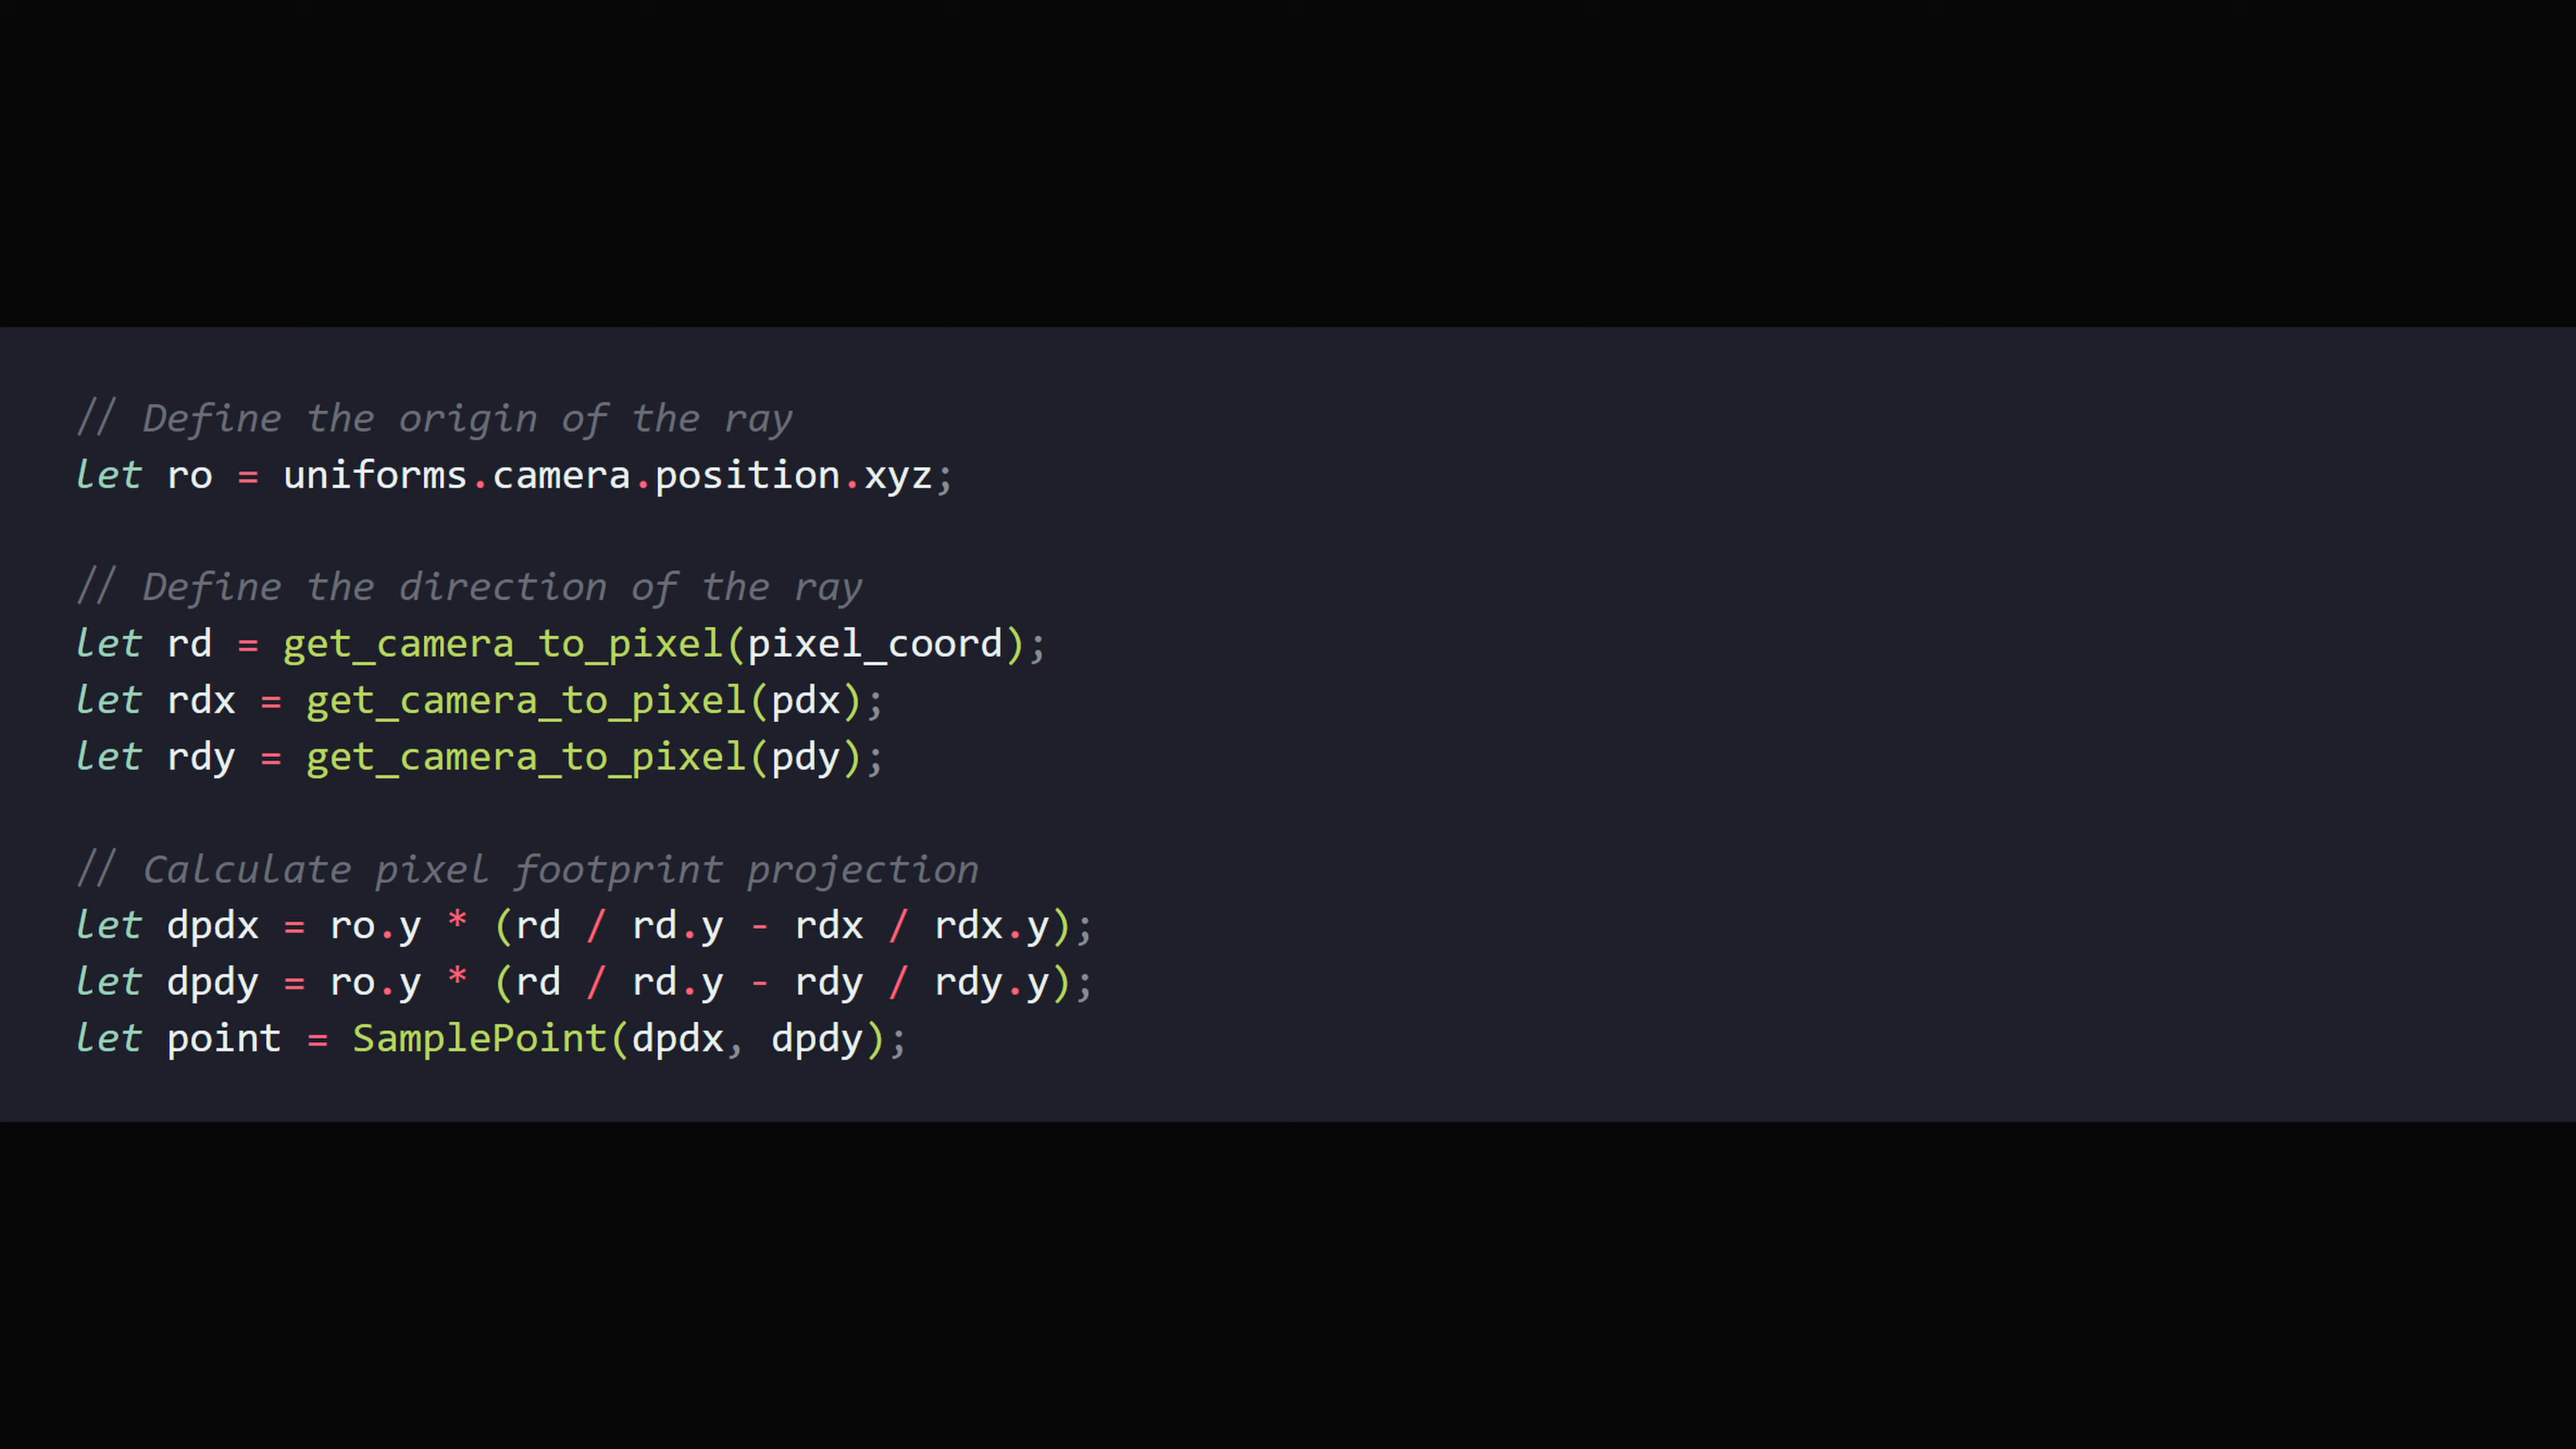 // Define the origin of the ray
let ro = uniforms.camera.position.xyz;
// Define the direction of the ray
let rd = get_camera_to_pixel(pixel_coord);
let rdx = get_camera_to_pixel(pdx);
let rdy = get_camera_to_pixel(pdy);
// Calculate pixel footprint projection
let dpdx = ro.y * (rd / rd.y - rdx / rdx.y);
let dpdy = ro.y * (rd / rd.y - rdy / rdy.y);
let point = SamplePoint(dpdx, dpdy);